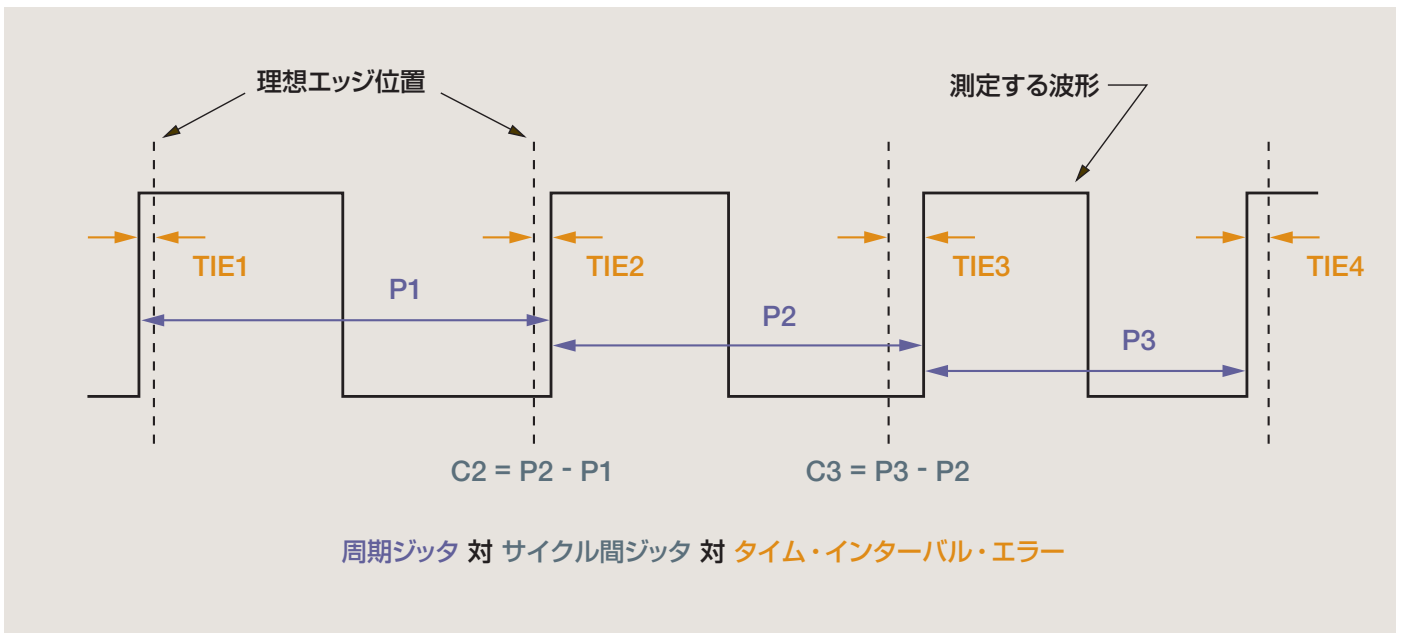 理想エッジ位置
測定する波形
TIE1
TIE2
TIE3
TIE4
P1
P2
P3
C2 = P2 - P1
C3 = P3 - P2
周期ジッタ 対 サイクル間ジッタ 対 タイム・インターバル・エラー